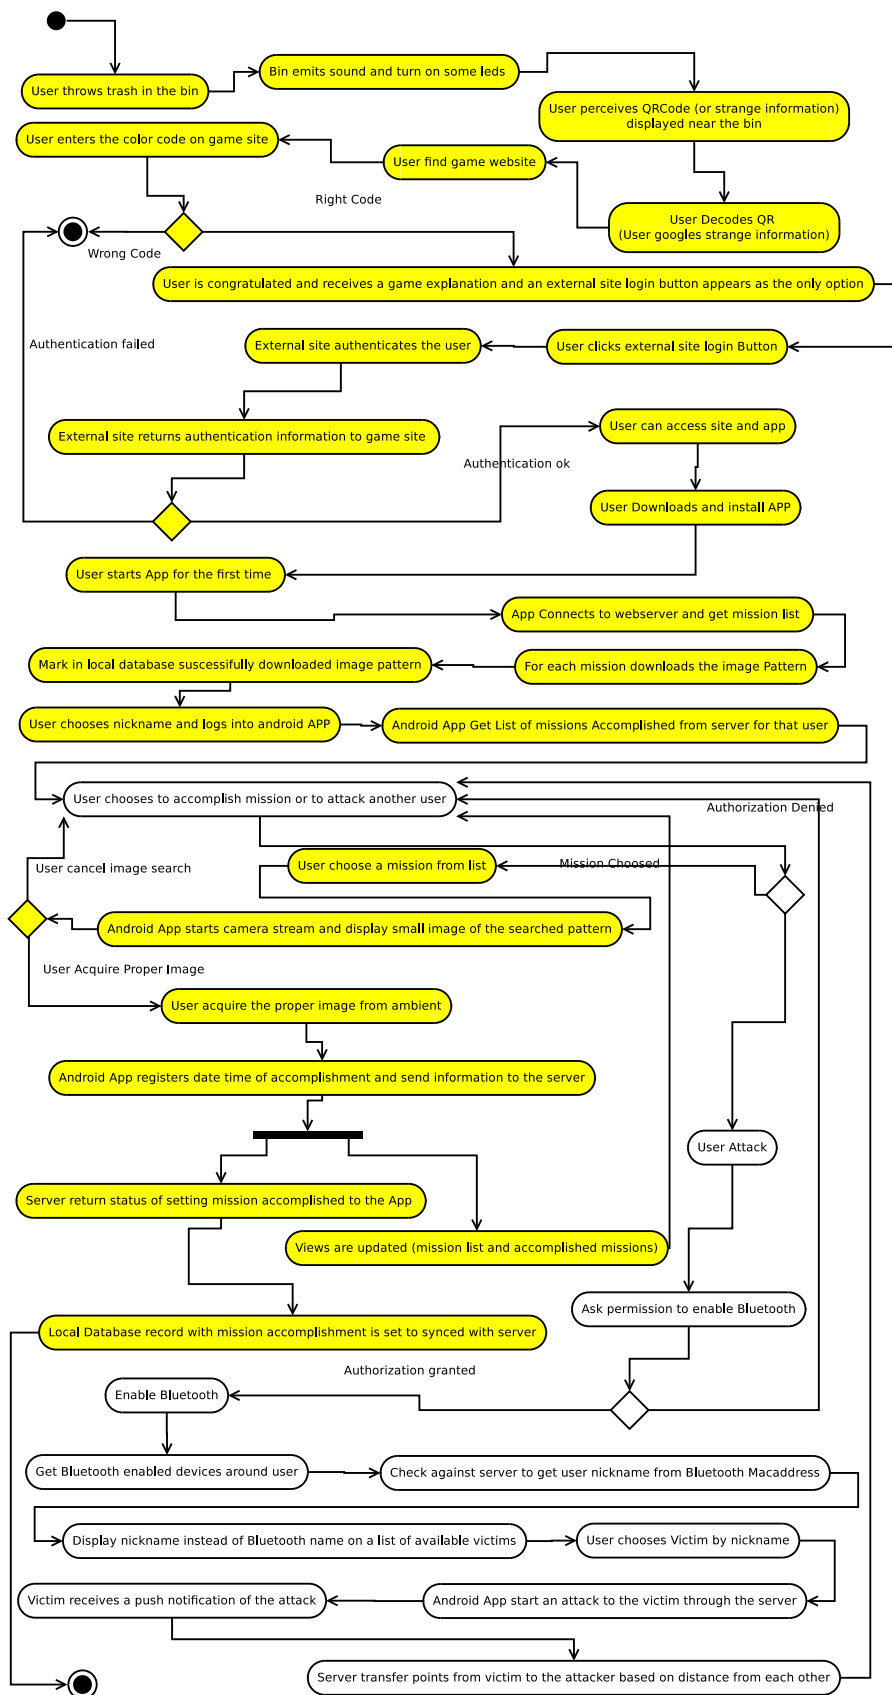 User throws trash in the bin
Bin emits sound and turn on some leds
User perceives QRCode (or strange information)
displayed near the bin
User enters the color code on game site
User find game website
Right Code
User Decodes QR
(User googles strange information)
Wrong Code
User is congratulated and receives a game explanation and an external site login button appears as the only option
Authentication failed
External site authenticates the user
User clicks external site login Button
External site returns authentication information to game site
User can access site and app
Authentication ok
User Downloads and install APP
User starts App for the first time
App Connects to webserver and get mission list
Mark in local database suscessfully downloaded image pattern
For each mission downloads the image Pattern
User chooses nickname and logs into android APP
Android App Get List of missions Accomplished from server for that user
User chooses to accomplish mission or to attack another user
Authorization Denied
User cancel image search
User choose a mission from list
Mission Choosed
Android App starts camera stream and display small image of the searched pattern
User Acquire Proper Image
User acquire the proper image from ambient
Android App registers date time of accomplishment and send information to the server
User Attack
Server return status of setting mission accomplished to the App
Views are updated (mission list and accomplished missions)
Ask permission to enable Bluetooth
Local Database record with mission accomplishment is set to synced with server
Authorization granted
Enable Bluetooth
Get Bluetooth enabled devices around user
Check against server to get user nickname from Bluetooth Macaddress
Display nickname instead of Bluetooth name on a list of available victims
User chooses Victim by nickname
Victim receives a push notification of the attack
Android App start an attack to the victim through the server
Server transfer points from victim to the attacker based on distance from each other